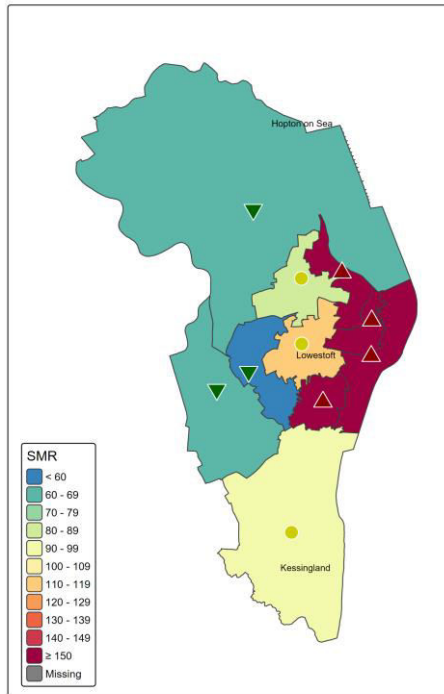 Hopton on Sea
Lowestoft
Kessingland
SMR
< 60
60 - 69
70 - 79
80 - 89
90 - 99
100 - 109
110 - 119
120 - 129
130 - 139
140 - 149
≥ 150
Missing